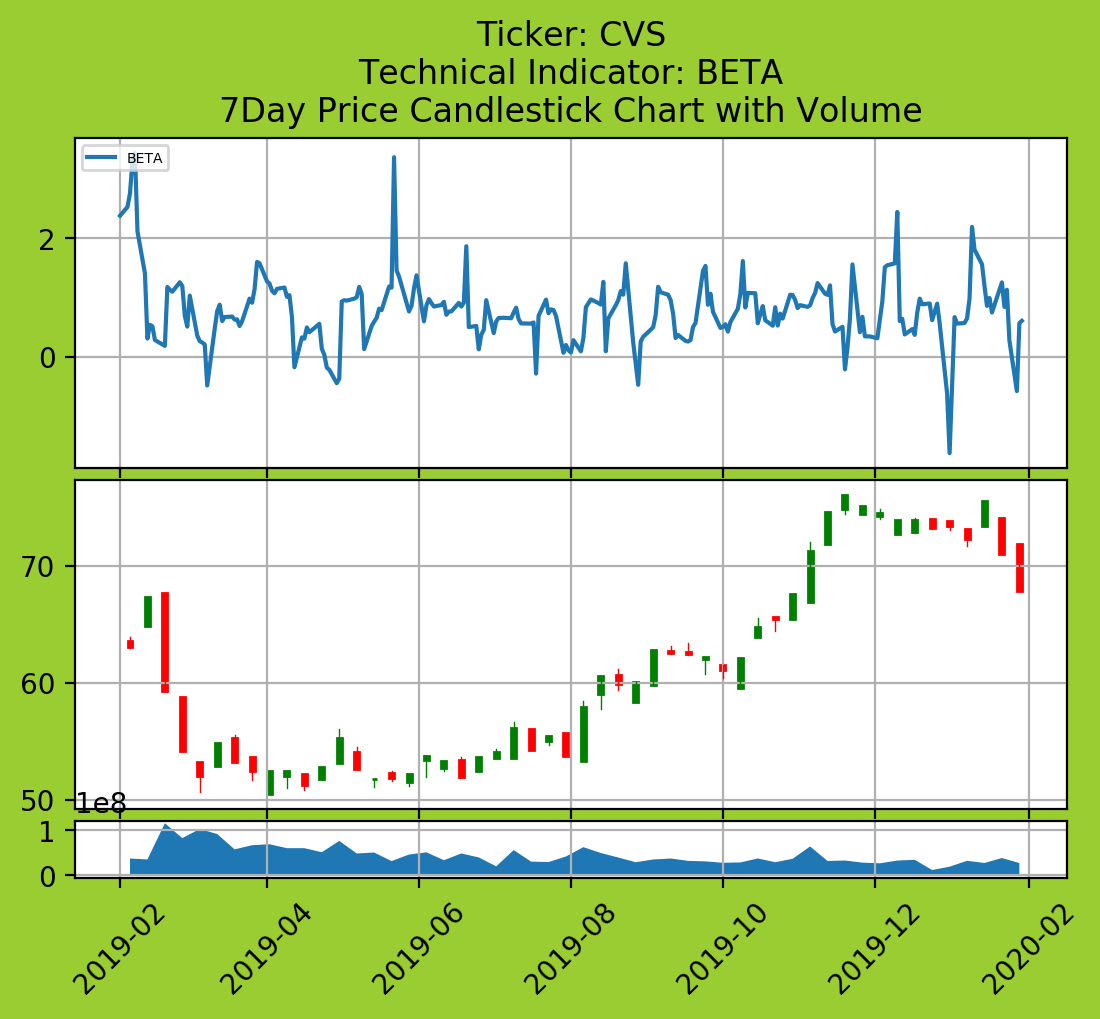 Ticker: CVS
Technical Indicator: BETA
7Day Price Candlestick Chart with Volume
BETA
2
0
70
60
50
1e8
1
0
2019-02
2019-04
2019-06
2019-08
2019-10
2019-12
2020-02